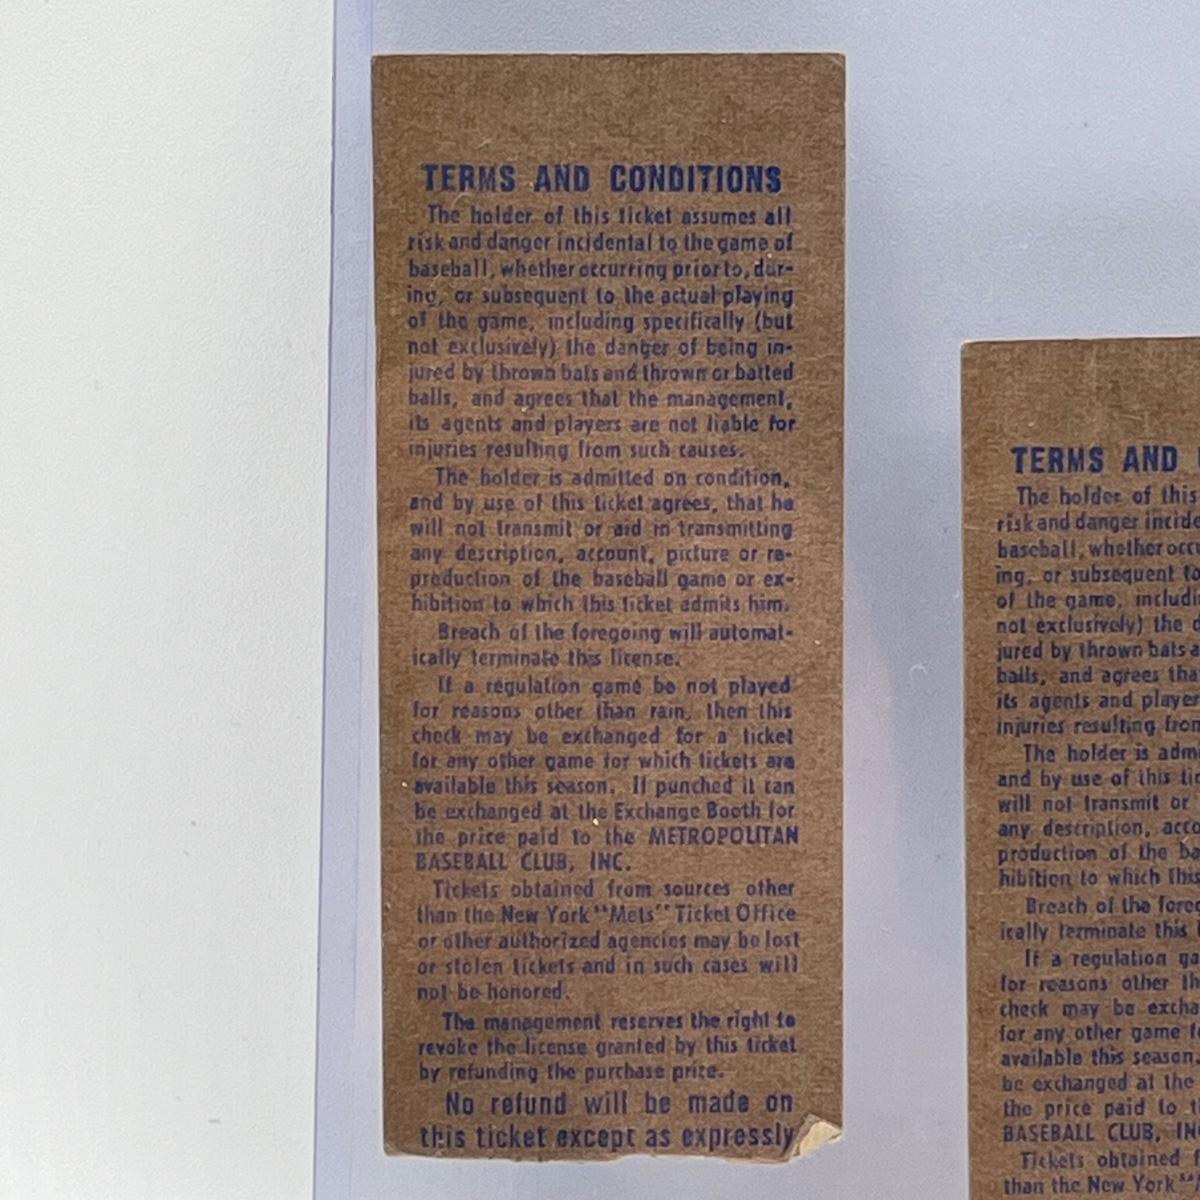 TERMS AND CONDITIONS
The holder of this ticket assumes all
risk and danger incidental to the game of
baseball, whether occurring prior to, dur-
ing, or subsequent to the actual playing
of the game, including specifically (but
not exclusively) the danger of being in-
jured by thrown bats and thrown or batted
balls, and agrees that the management,
its agents and players are not liable for
injuries resulting from such causes.
The holder is admitted on condition,
and by use of this ticket agrees, that he
will not transmit or aid in transmitting
any description, account, picture or re-
production of the baseball game or ex-
hibition to which this ticket admits him.
Breach of the foregoing will automat-
ically terminate this license.
If a regulation game be not played
for reasons other than rain, then this
check may be exchanged for a ticket
for any other game for which tickets are
available this season. If punched it can
be exchanged at the Exchange Booth for
the price paid to the METROPOLITAN
BASEBALL CLUB, INC.
Tickets obtained from sources other
than the New York "Mets" Ticket Office
or other authorized agencies may be lost
or stolen tickets and in such cases will
not be honored.
The management reserves the right to
revoke the license granted by this ticket
by refunding the purchase price.
No refund will be made on
this ticket except as expressly
TERMS AND
The holder of this
risk and danger incide
baseball, whether occu
ing, or subsequent to
of the game, includi
not exclusively) the d
jured by thrown bats a
balls, and agrees tha
its agents and player
injuries resulting from
The holder is adm
and by use of this tic
will not transmit or
any description, acco
production of the ba
hibition to which this
Breach of the foreg
ically terminate this
If a regulation ga
for reasons other th
check may be excha
for any other game f
available this season.
be exchanged at the
the price paid to t
BASEBALL CLUB, IN
Tickets obtained f
than the New York "